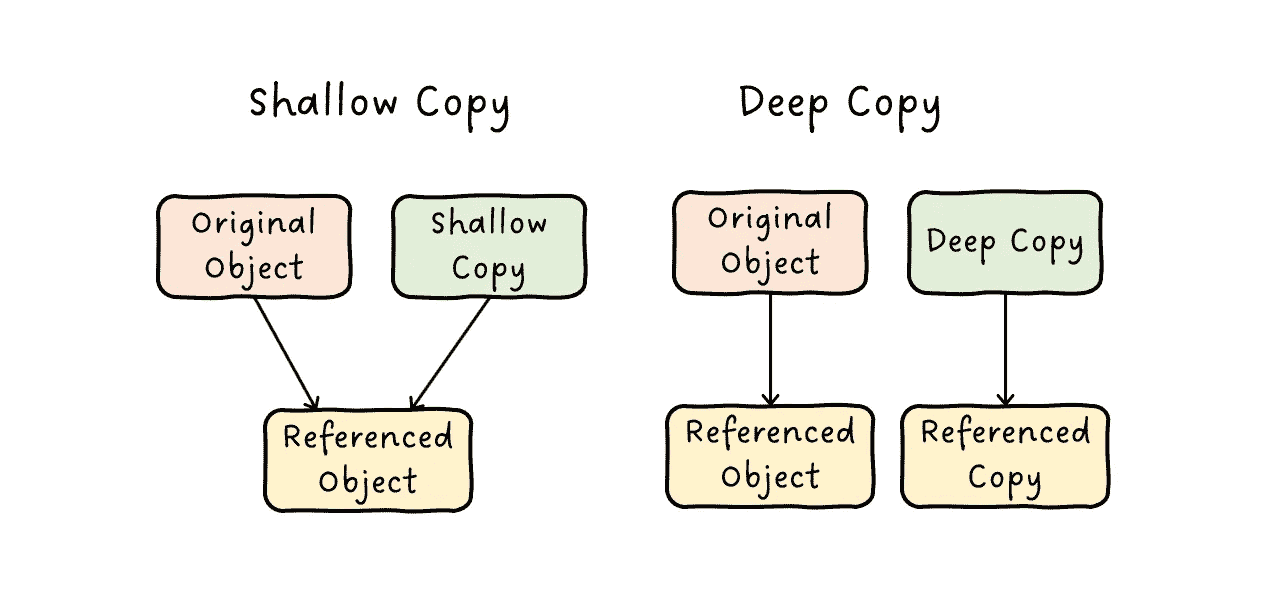 Shallow Copy
Original
Object
Shallow
Copy
Referenced
Object
Deep Copy
Original
Object
Deep Copy
Referenced
Object
Referenced
Copy